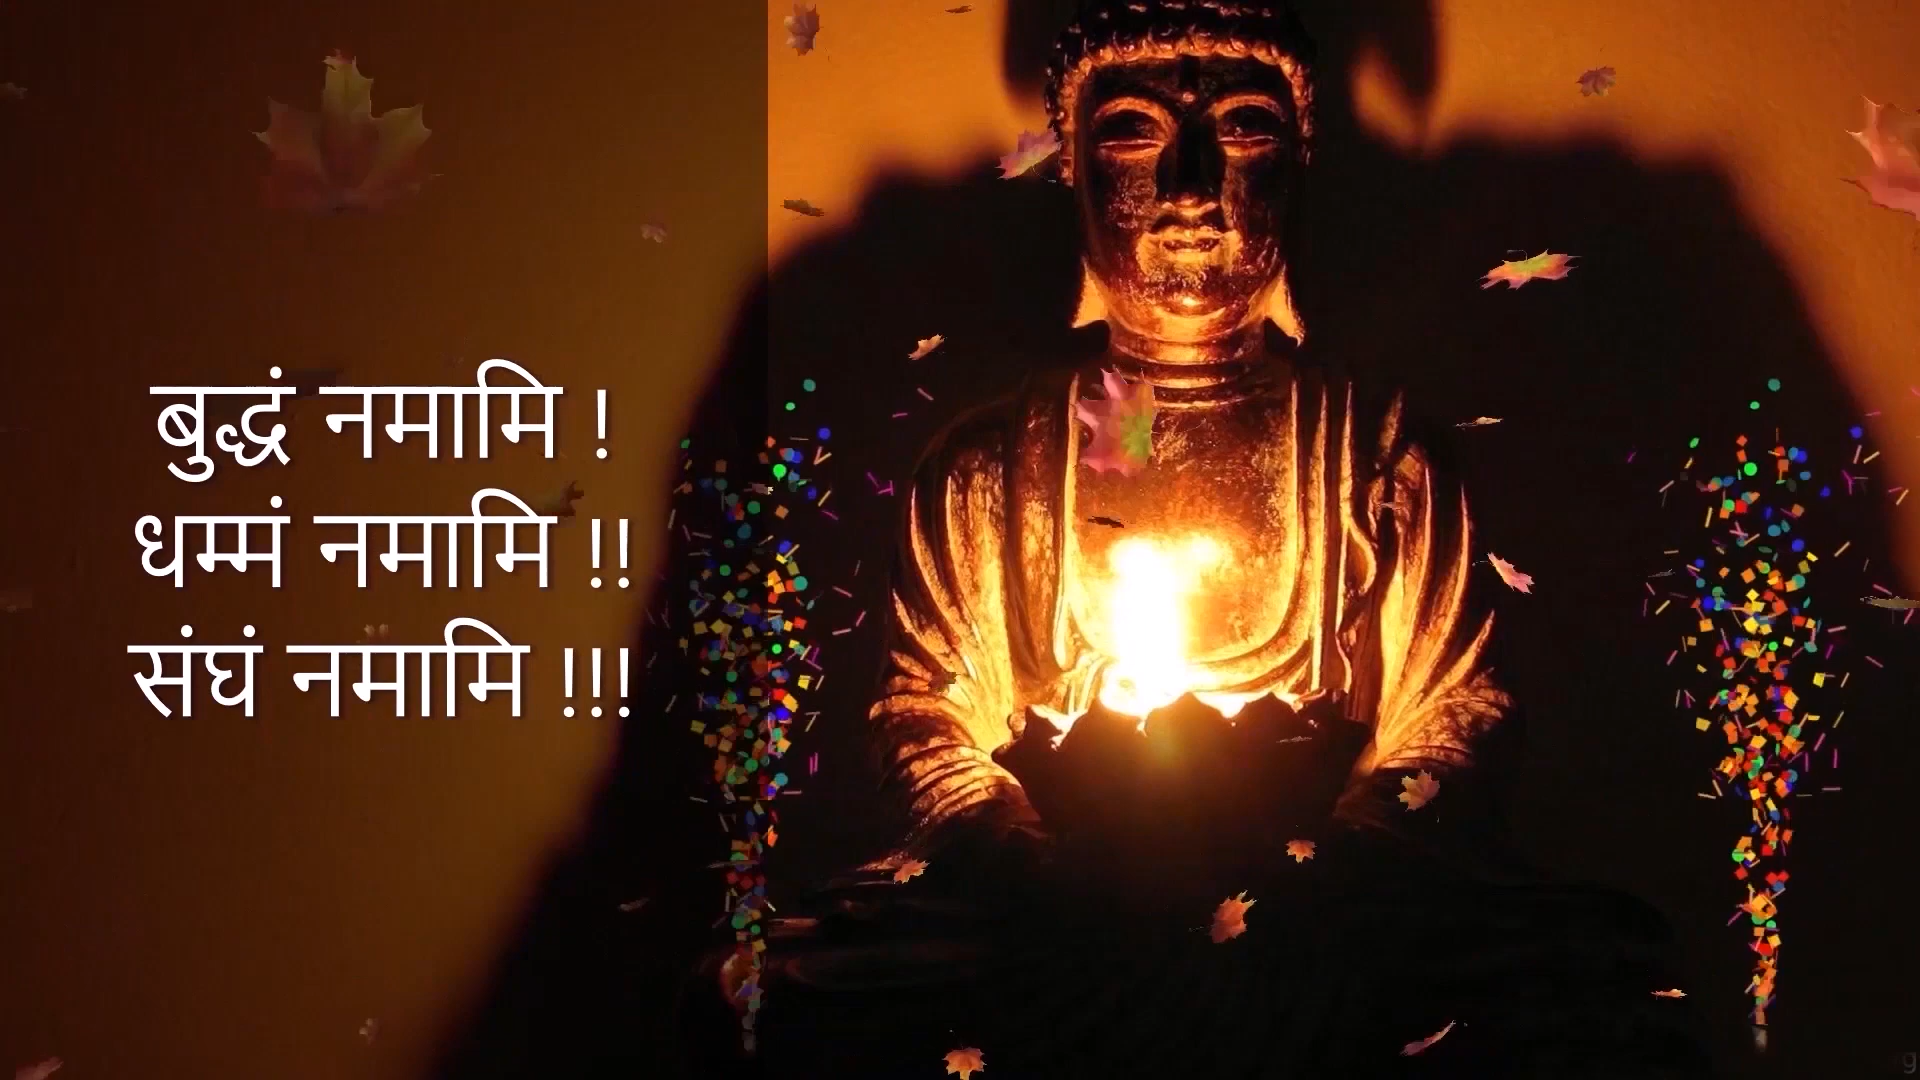 बुद्धं नमामि !
धम्मं नमामि !!
संघं नमामि !!!
g